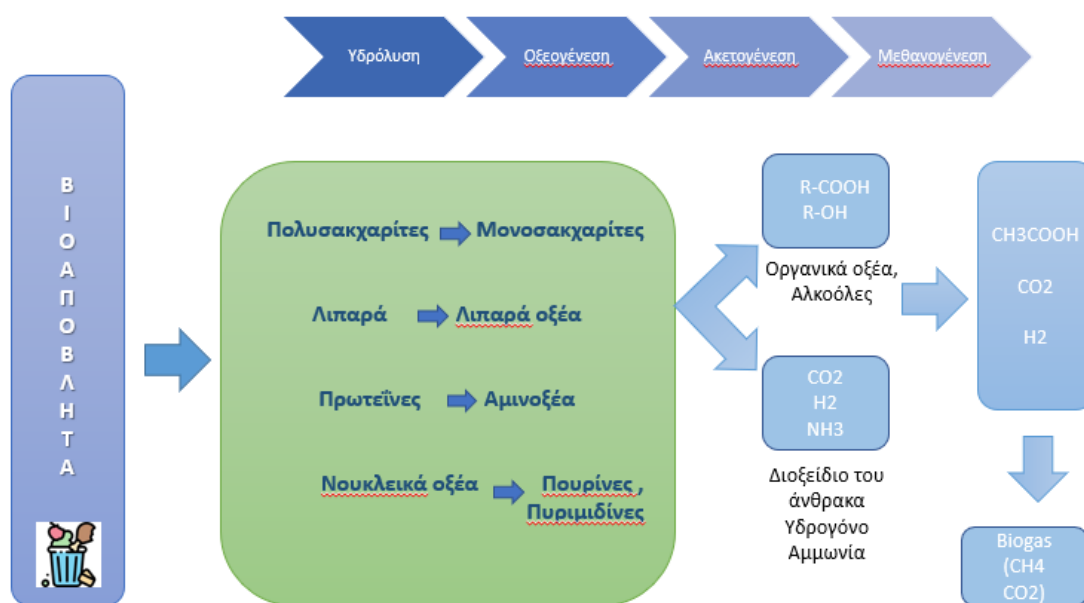 Υδρόλυση
Οξεογένεση
Ακετογένεση
Μεθανογένεση
ΒΙΟΑΠΟΒΛΗΤΑ
Πολυσακχαρίτες Μονοσακχαρίτες
Λιπαρά Λιπαρά οξέα
Πρωτεΐνες Αμινοξέα
Νουκλεικά οξέα Πουρίνες ,
Πυριμιδίνες
R-COOH
R-OH
Οργανικά οξέα,
Αλκοόλες
CO2
H2
NH3
Διοξείδιο του
άνθρακα
Υδρογόνο
Αμμωνία
CH3COOH
CO2
H2
Biogas
(CH4
CO2)